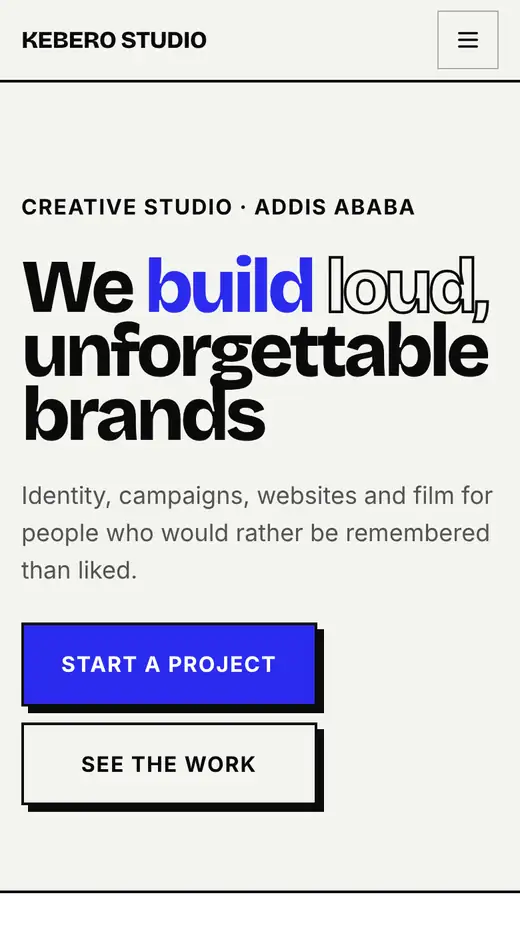 KEBERO STUDIO
CREATIVE STUDIO · ADDIS ABABA
We build loud,
unforgettable
brands
Identity, campaigns, websites and film for
people who would rather be remembered
than liked.
START A PROJECT
SEE THE WORK